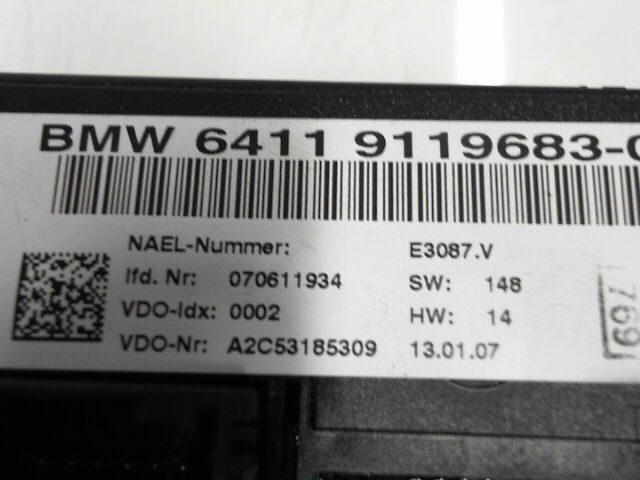 BMW 6411 9119683-0
NAEL-Nummer: E3087.V
lfd. Nr: 070611934 SW: 148
VDO-Idx: 0002 HW: 14
VDO-Nr: A2C53185309 13.01.07
769